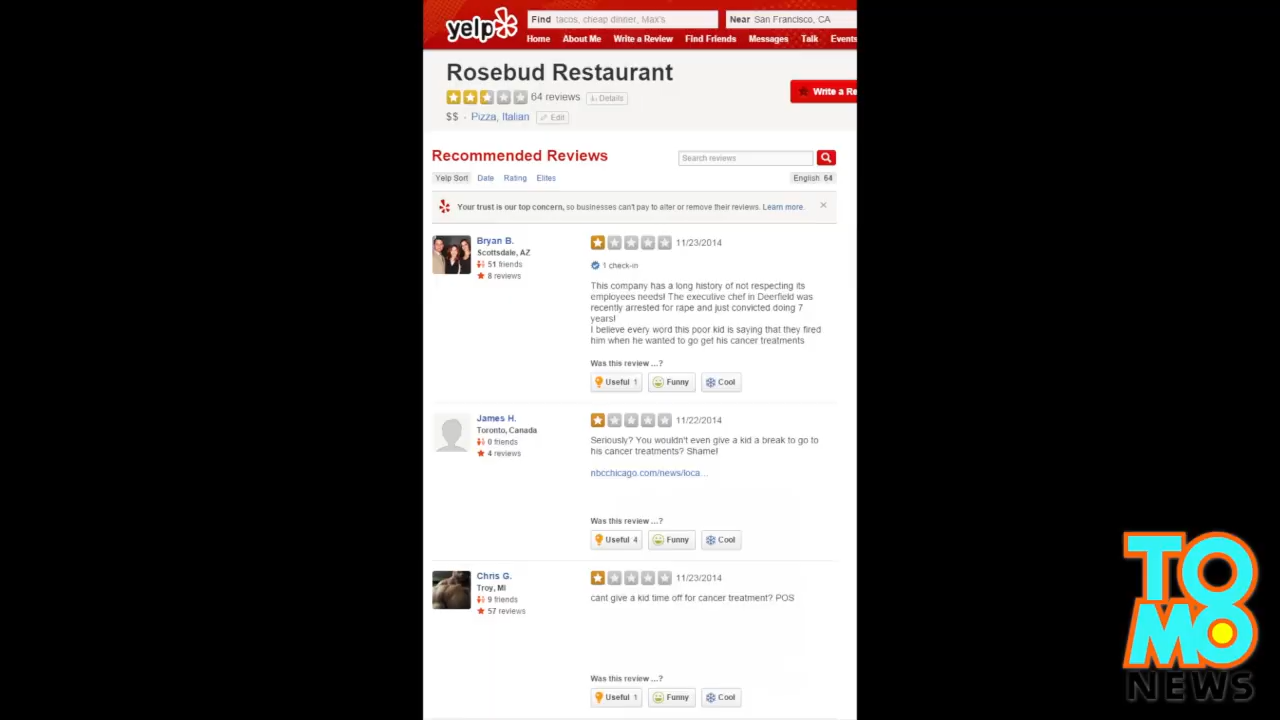 yelp
Find tacos, cheap dinner, Max's
Near San Francisco, CA
Home About Me Write a Review Find Friends Messages Talk Events
Rosebud Restaurant
64 reviews Details
Write a Re
$$ · Pizza, Italian Edit
Recommended Reviews
Search reviews
Yelp Sort Date Rating Elites
English 64
Your trust is our top concern, so businesses can't pay to alter or remove their reviews. Learn more.
Bryan B.
Scottsdale, AZ
51 friends
8 reviews
11/23/2014
1 check-in
This company has a long history of not respecting its
employees needs! The executive chef in Deerfield was
recently arrested for rape and just convicted doing 7
years!
I believe every word this poor kid is saying that they fired
him when he wanted to go get his cancer treatments
Was this review ...?
Useful 1 Funny Cool
James H.
Toronto, Canada
0 friends
4 reviews
11/22/2014
Seriously? You wouldn't even give a kid a break to go to
his cancer treatments? Shame!
nbcchicago.com/news/loca...
Was this review ...?
Useful 4 Funny Cool
Chris G.
Troy, MI
9 friends
57 reviews
11/23/2014
cant give a kid time off for cancer treatment? POS
Was this review ...?
Useful 1 Funny Cool
TOMO
NEWS